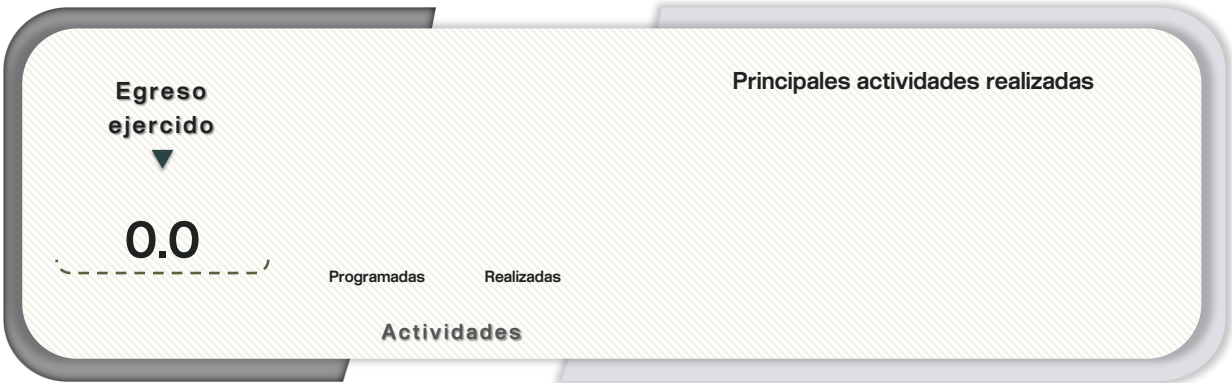 Egreso
ejercido
0.0
Programadas
Realizadas
Actividades
Principales actividades realizadas